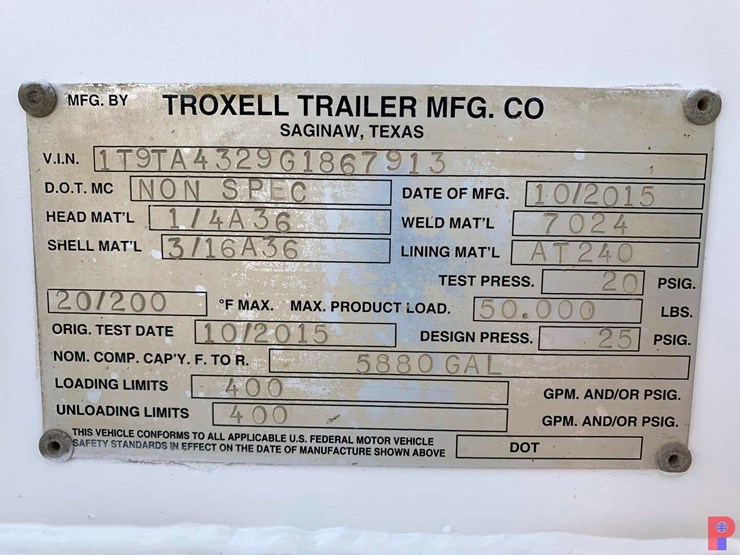 MFG. BY TROXELL TRAILER MFG. CO
SAGINAW, TEXAS
V.I.N. 1T9TA4329G1867913
D.O.T. MC NON SPEC DATE OF MFG. 10/2015
HEAD MAT'L 1/4A36 WELD MAT'L 7024
SHELL MAT'L 3/16A36 LINING MAT'L AT240
TEST PRESS. 20 PSIG.
20/200 °F MAX. MAX. PRODUCT LOAD. 50.000 LBS.
ORIG. TEST DATE 10/2015 DESIGN PRESS. 25 PSIG.
NOM. COMP. CAP'Y. F. TO R. 5880 GAL
LOADING LIMITS 400 GPM. AND/OR PSIG.
UNLOADING LIMITS 400 GPM. AND/OR PSIG.
THIS VEHICLE CONFORMS TO ALL APPLICABLE U.S. FEDERAL MOTOR VEHICLE
SAFETY STANDARDS IN EFFECT ON THE DATE OF MANUFACTURE SHOWN ABOVE DOT